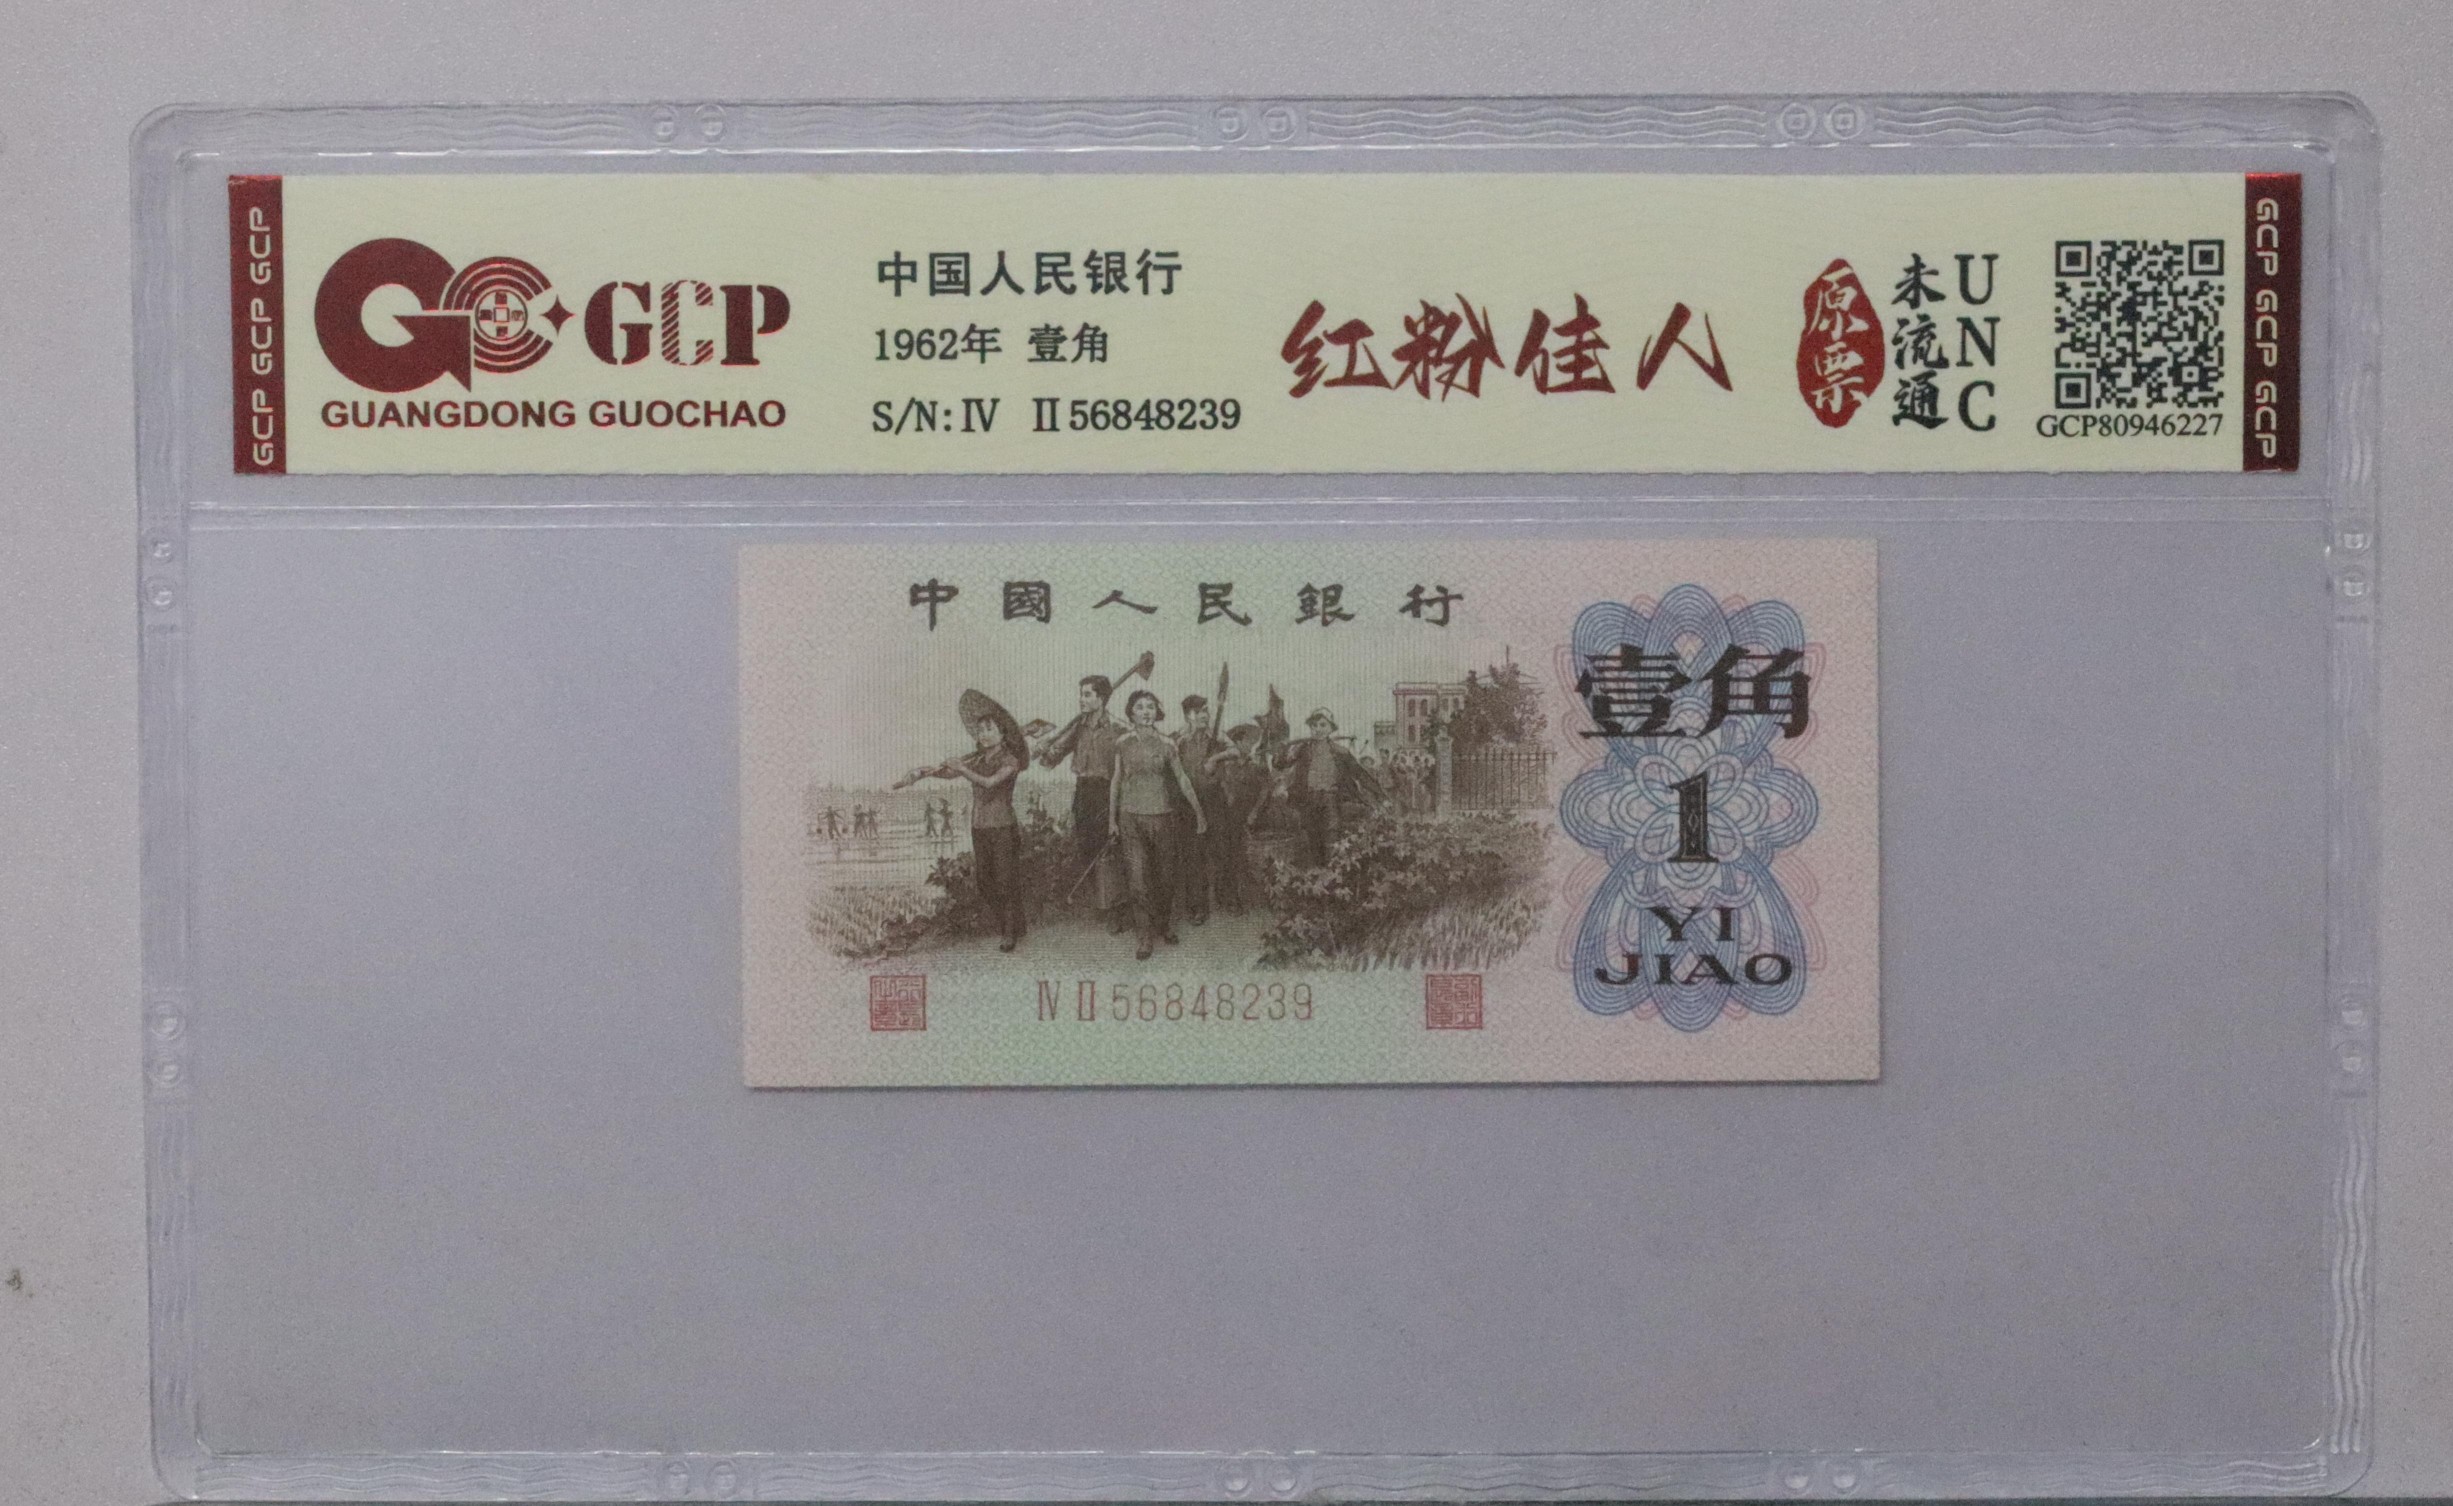 GCP GCP GCP
GCP
GUANGDONG GUOCHAO
中国人民银行
1962年 壹角
S/N: Ⅳ Ⅱ 56848239
红粉佳人
原票
未流通
UNC
GCP80946227
GCP GCP GCP
中國人民銀行
壹角
1
YI
JIAO
Ⅳ Ⅱ 56848239